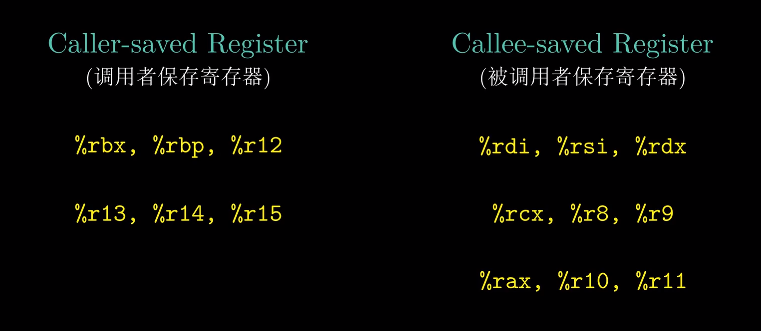 Caller-saved Register
(调用者保存寄存器)
%rbx, %rbp, %r12
%r13, %r14, %r15
Callee-saved Register
(被调用者保存寄存器)
%rdi, %rsi, %rdx
%rcx, %r8, %r9
%rax, %r10, %r11